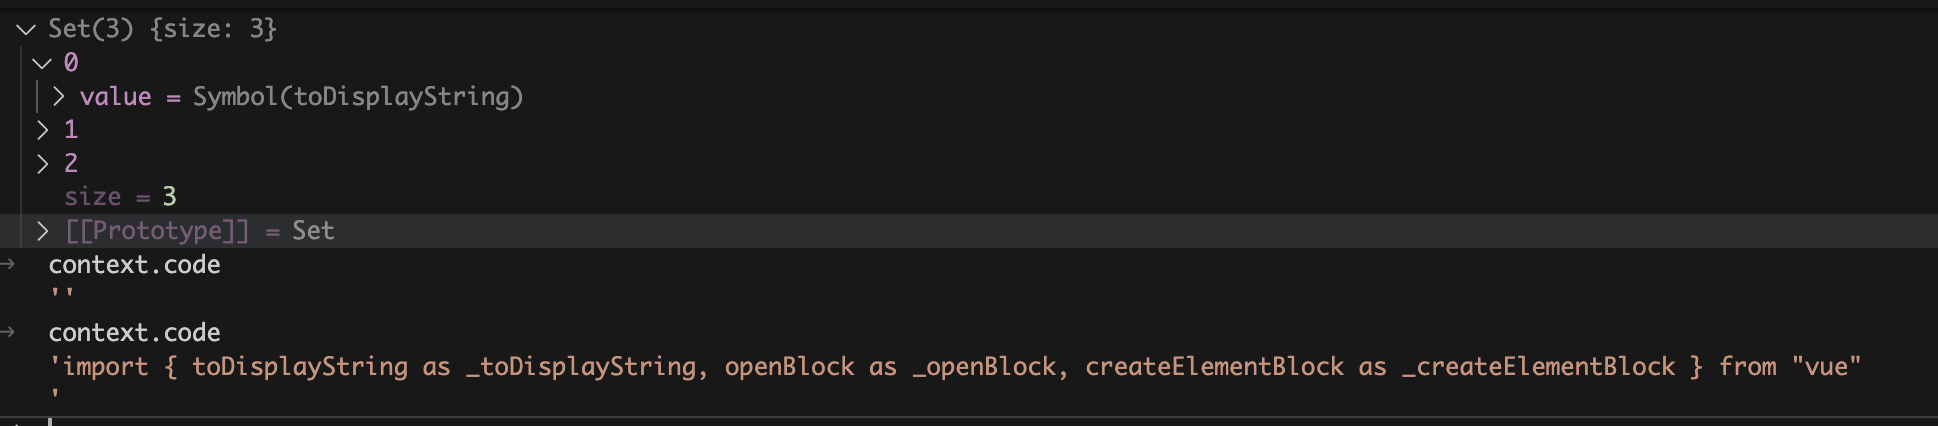 Set(3) {size: 3}
0
value = Symbol(toDisplayString)
1
2
size = 3
[[Prototype]] = Set
context.code
''
context.code
'import { toDisplayString as _toDisplayString, openBlock as _openBlock, createElementBlock as _createElementBlock } from "vue"
'